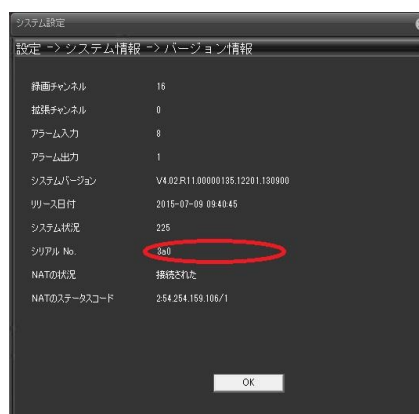 システム設定
設定 -> システム情報 -> バージョン情報
録画チャンネル 16
拡張チャンネル 0
アラーム入力 8
アラーム出力 1
システムバージョン V4.02.R11.00000135.12201.130900
リリース日付 2015-07-09 09:40:45
システム状況 225
シリアル No. 3a0
NATの状況 接続された
NATのステータスコード 2:54.254.159.106/1
OK